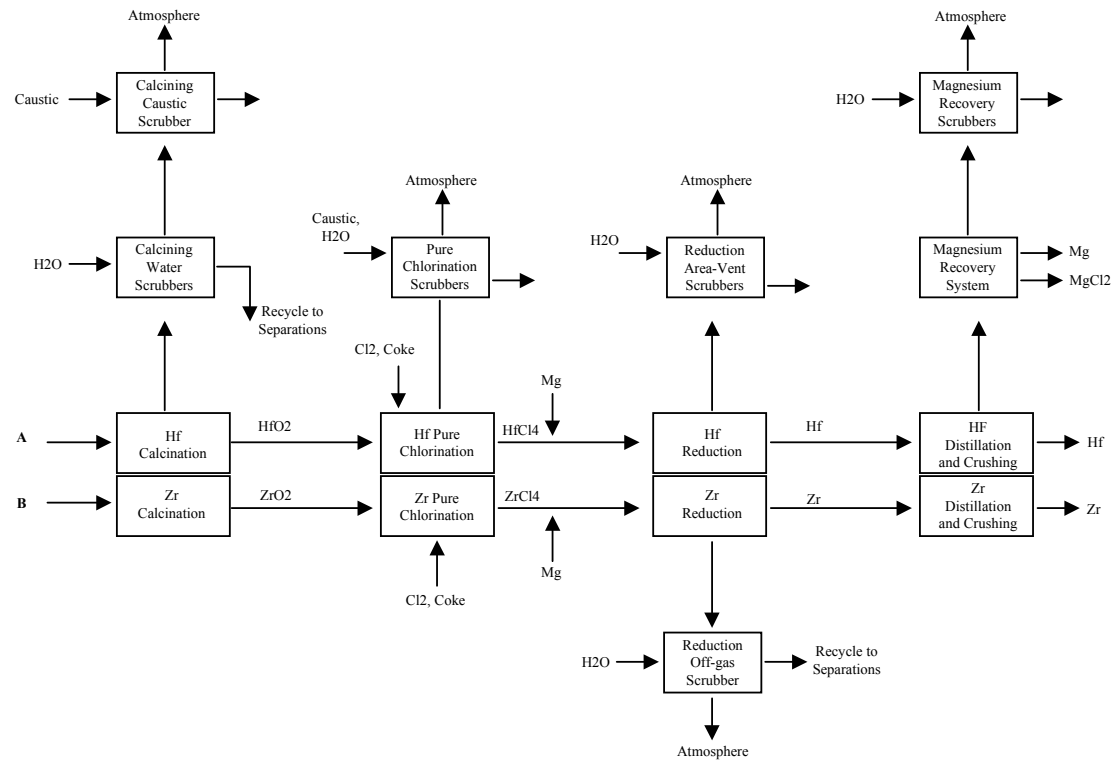 Atmosphere
Atmosphere
Caustic
Calcining
Caustic
Scrubber
H2O
Magnesium
Recovery
Scrubbers
Atmosphere
Atmosphere
Caustic,
H2O
H2O
Calcining
Water
Scrubbers
Pure
Chlorination
Scrubbers
H2O
Reduction
Area-Vent
Scrubbers
Magnesium
Recovery
System
Mg
MgCl2
Recycle to
Separations
Cl2, Coke
Mg
A
Hf
Calcination
HfO2
Hf Pure
Chlorination
HfCl4
Hf
Reduction
Hf
HF
Distillation
and Crushing
Hf
B
Zr
Calcination
ZrO2
Zr Pure
Chlorination
ZrCl4
Zr
Reduction
Zr
Zr
Distillation
and Crushing
Zr
Cl2, Coke
Mg
H2O
Reduction
Off-gas
Scrubber
Recycle to
Separations
Atmosphere